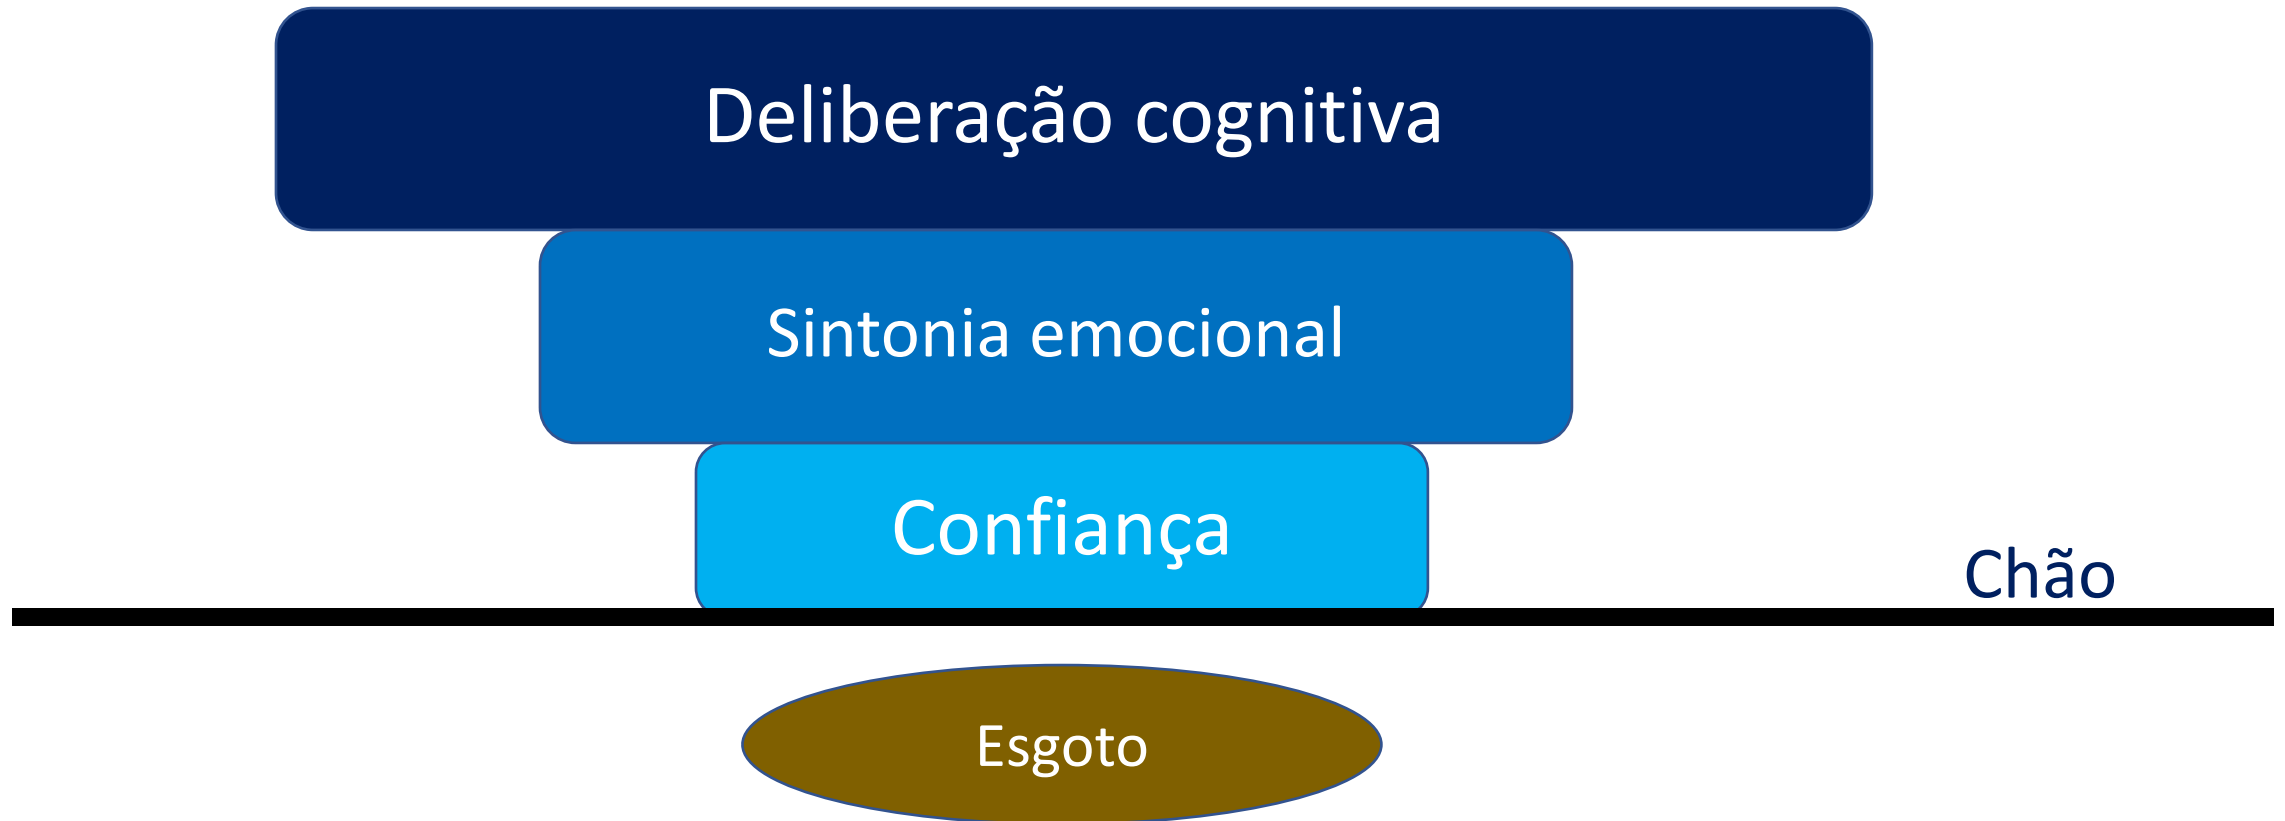 Deliberação cognitiva
Sintonia emocional
Confiança
Chão
Esgoto